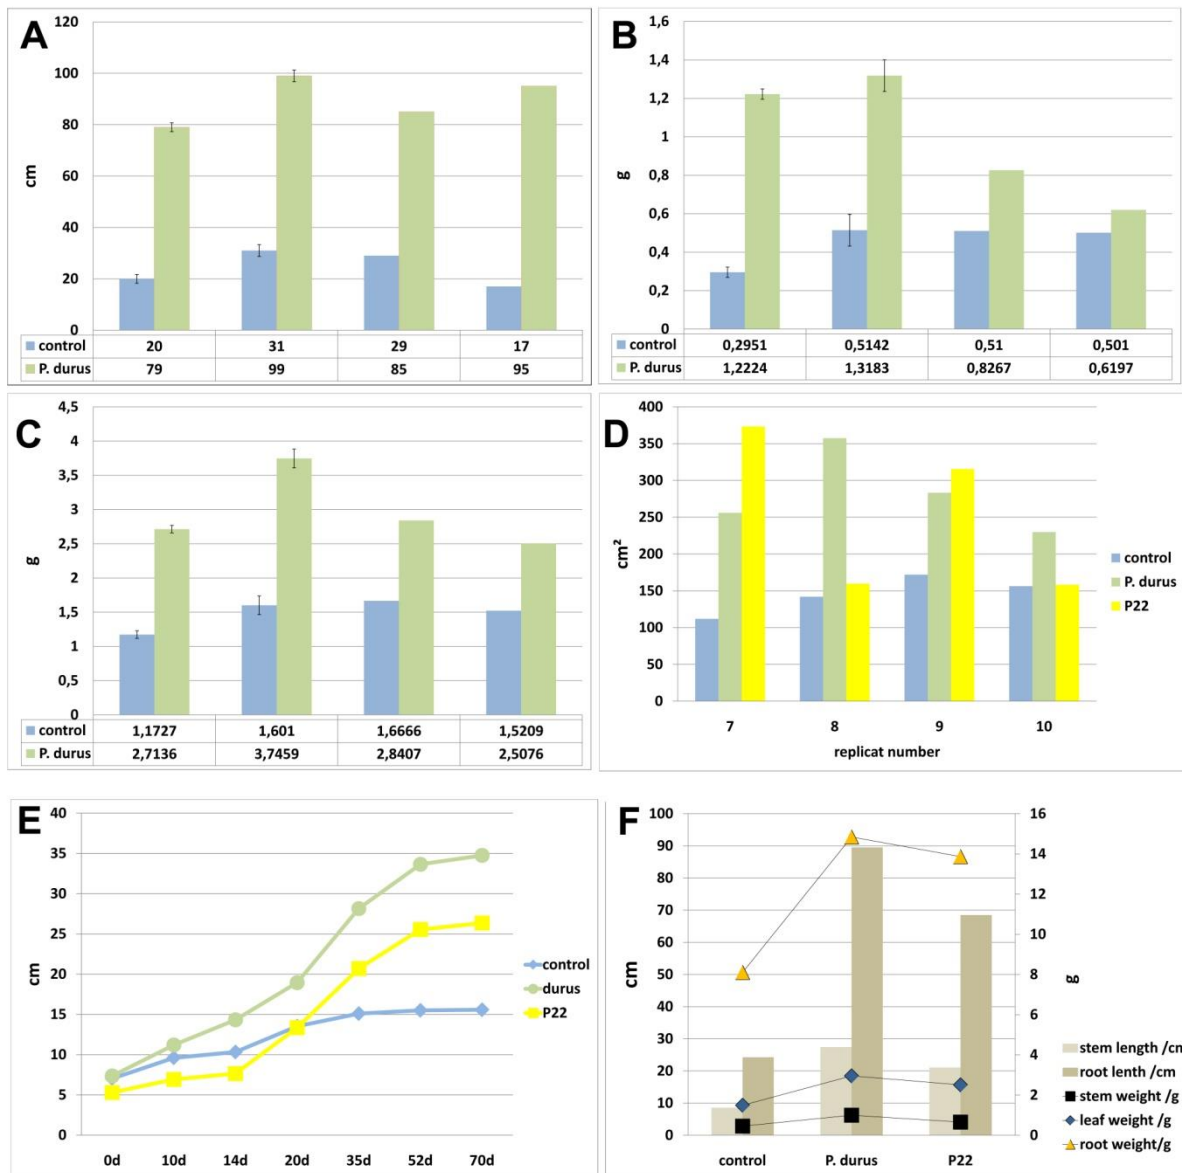 A
120
100
80
60
40
20
0
cm
control 20 31 29 17
P. durus 79 99 85 95
B
1,6
1,4
1,2
1
0,8
0,6
0,4
0,2
0
g
control 0,2951 0,5142 0,51 0,501
P. durus 1,2224 1,3183 0,8267 0,6197
C
4,5
4
3,5
3
2,5
2
1,5
1
0,5
0
g
control 1,1727 1,601 1,6666 1,5209
P. durus 2,7136 3,7459 2,8407 2,5076
D
400
350
300
250
200
150
100
50
0
cm²
7 8 9 10
replicat number
control
P. durus
P22
E
40
35
30
25
20
15
10
5
0
cm
0d 10d 14d 20d 35d 52d 70d
control
durus
P22
F
100
90
80
70
60
50
40
30
20
10
0
cm
16
14
12
10
8
6
4
2
0
g
control P. durus P22
stem length /cm
root lenth /cm
stem weight /g
leaf weight /g
root weight/g